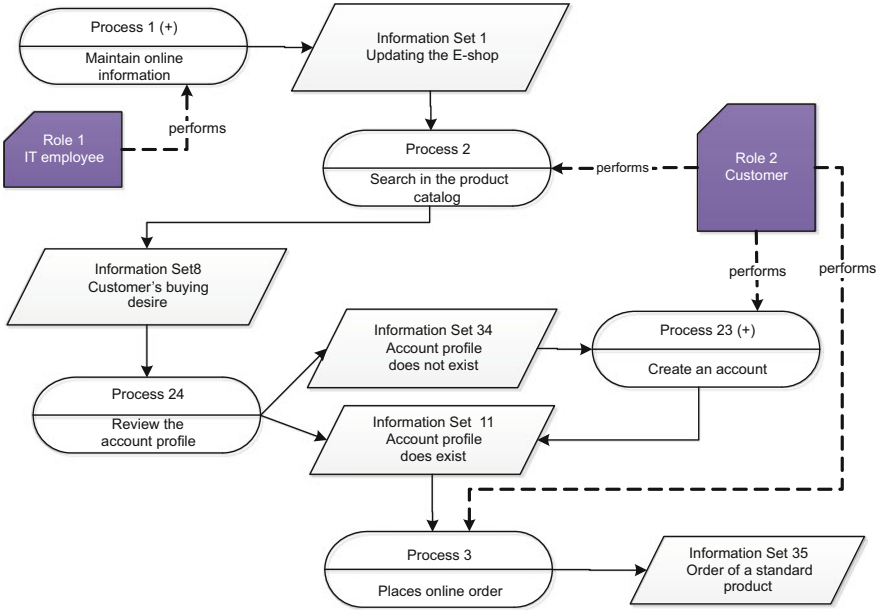 Process 1 (+)
Maintain online
information
Information Set 1
Updating the E-shop
Role 1
IT employee
performs
Process 2
Search in the product
catalog
performs
Role 2
Customer
performs
performs
Information Set8
Customer's buying
desire
Information Set 34
Account profile
does not exist
Process 23 (+)
Create an account
Process 24
Review the
account profile
Information Set  11
Account profile
does exist
Process 3
Places online order
Information Set 35
Order of a standard
product